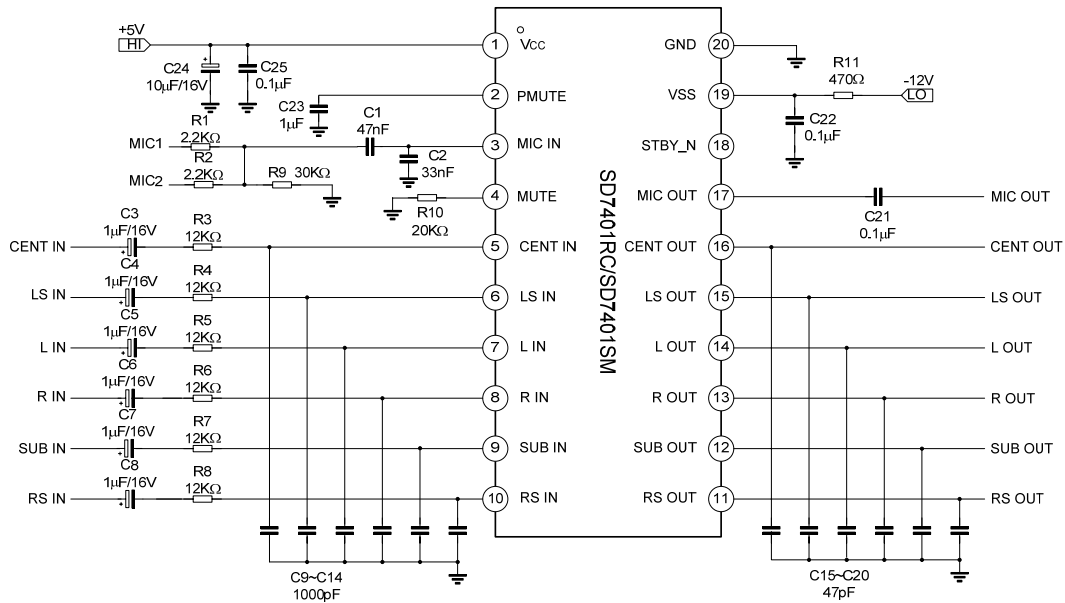 +5V
HI
C24
10μF/16V
C25
0.1μF
C23
1μF
R1
2.2KΩ
MIC1
R2
2.2KΩ
MIC2
R9 30KΩ
C1
47nF
C2
33nF
R10
20KΩ
C3
1μF/16V
R3
12KΩ
CENT IN
C4
1μF/16V
R4
12KΩ
LS IN
C5
1μF/16V
R5
12KΩ
L IN
C6
1μF/16V
R6
12KΩ
R IN
C7
1μF/16V
R7
12KΩ
SUB IN
C8
1μF/16V
R8
12KΩ
RS IN
C9~C14
1000pF
1 VCC
2 PMUTE
3 MIC IN
4 MUTE
5 CENT IN
6 LS IN
7 L IN
8 R IN
9 SUB IN
10 RS IN
SD7401RC/SD7401SM
GND 20
VSS 19
STBY_N 18
MIC OUT 17
CENT OUT 16
LS OUT 15
L OUT 14
R OUT 13
SUB OUT 12
RS OUT 11
R11
470Ω
-12V
LO
C22
0.1μF
C21
0.1μF
MIC OUT
CENT OUT
LS OUT
L OUT
R OUT
SUB OUT
RS OUT
C15~C20
47pF